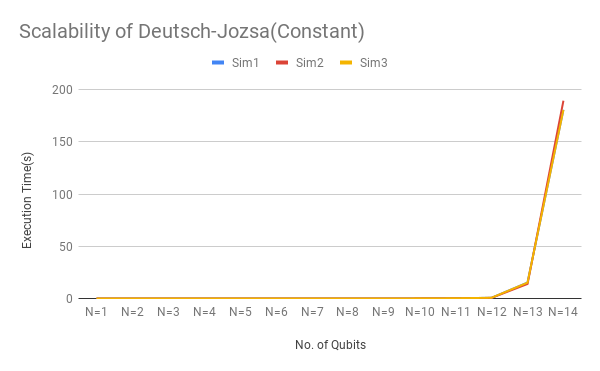 Scalability of Deutsch-Jozsa(Constant)
Sim1 Sim2 Sim3
200
150
100
50
0
Execution Time(s)
N=1 N=2 N=3 N=4 N=5 N=6 N=7 N=8 N=9 N=10 N=11 N=12 N=13 N=14
No. of Qubits